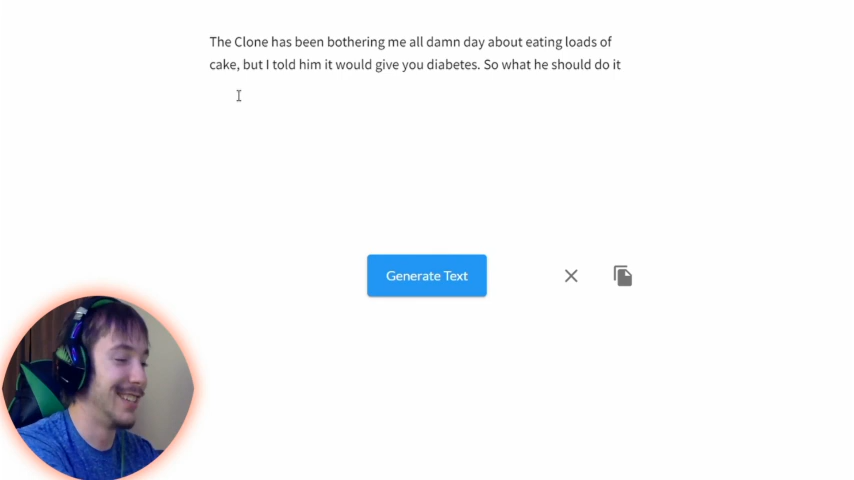 The Clone has been bothering me all damn day about eating loads of
cake, but I told him it would give you diabetes. So what he should do it
Generate Text